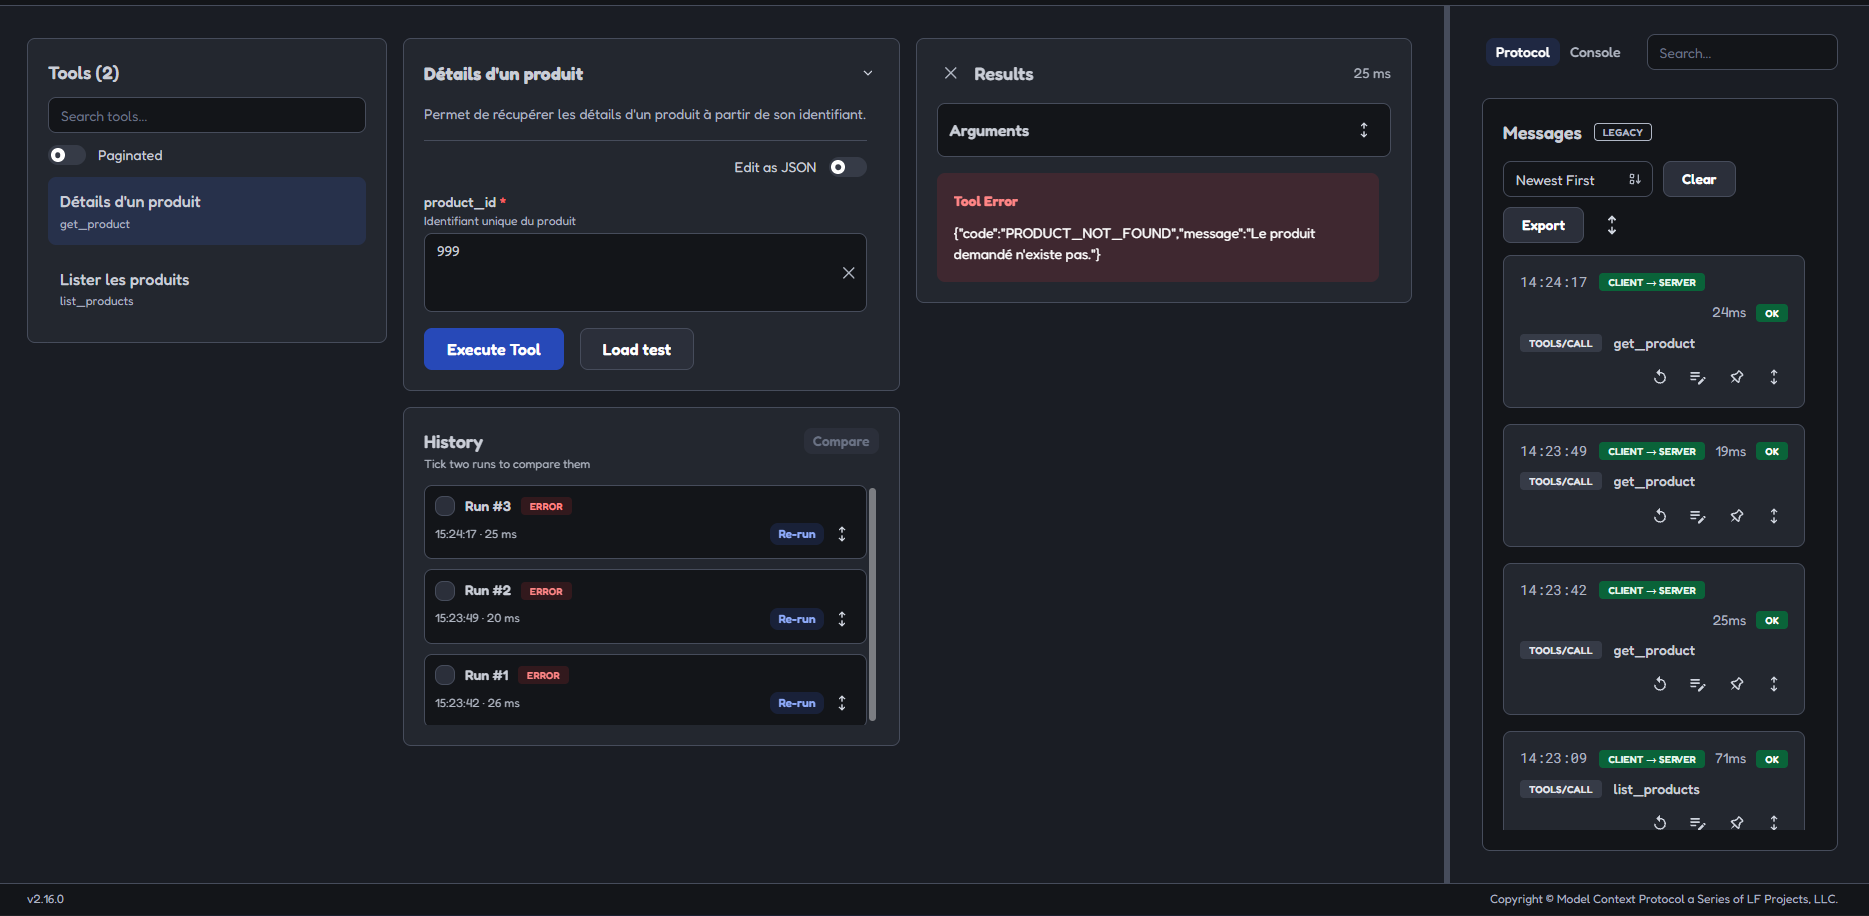 Tools (2)
Search tools...
Paginated
Détails d'un produit
get_product
Lister les produits
list_products
Détails d'un produit
Permet de récupérer les détails d'un produit à partir de son identifiant.
Edit as JSON
product_id *
Identifiant unique du produit
999
Execute Tool
Load test
History
Compare
Tick two runs to compare them
Run #3 ERROR
15:24:17 · 25 ms
Re-run
Run #2 ERROR
15:23:49 · 20 ms
Re-run
Run #1 ERROR
15:23:42 · 26 ms
Re-run
Results
25 ms
Arguments
Tool Error
{"code":"PRODUCT_NOT_FOUND","message":"Le produit
demandé n'existe pas."}
Protocol
Console
Search...
Messages LEGACY
Newest First
Clear
Export
14:24:17 CLIENT → SERVER
24ms OK
TOOLS/CALL get_product
14:23:49 CLIENT → SERVER 19ms OK
TOOLS/CALL get_product
14:23:42 CLIENT → SERVER
25ms OK
TOOLS/CALL get_product
14:23:09 CLIENT → SERVER 71ms OK
TOOLS/CALL list_products
v2.16.0
Copyright © Model Context Protocol a Series of LF Projects, LLC.